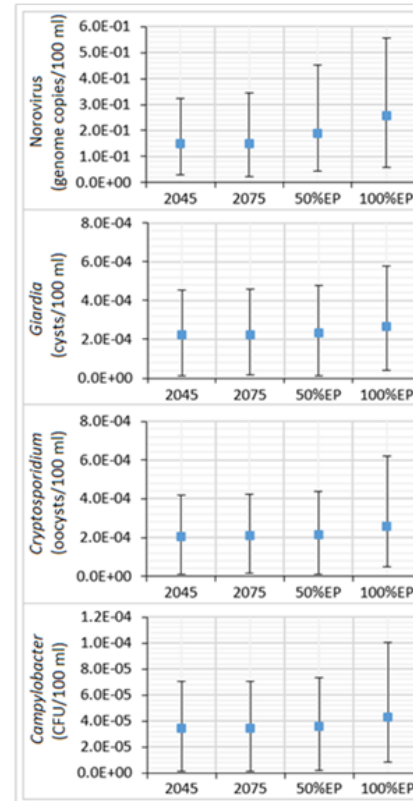 Norovirus
(genome copies/100 ml)
6.0E-01
5.0E-01
4.0E-01
3.0E-01
2.0E-01
1.0E-01
0.0E+00
2045 2075 50%EP 100%EP
Giardia
(cysts/100 ml)
8.0E-04
6.0E-04
4.0E-04
2.0E-04
0.0E+00
2045 2075 50%EP 100%EP
Cryptosporidium
(oocysts/100 ml)
8.0E-04
6.0E-04
4.0E-04
2.0E-04
0.0E+00
2045 2075 50%EP 100%EP
Campylobacter
(CFU/100 ml)
1.2E-04
1.0E-04
8.0E-05
6.0E-05
4.0E-05
2.0E-05
0.0E+00
2045 2075 50%EP 100%EP